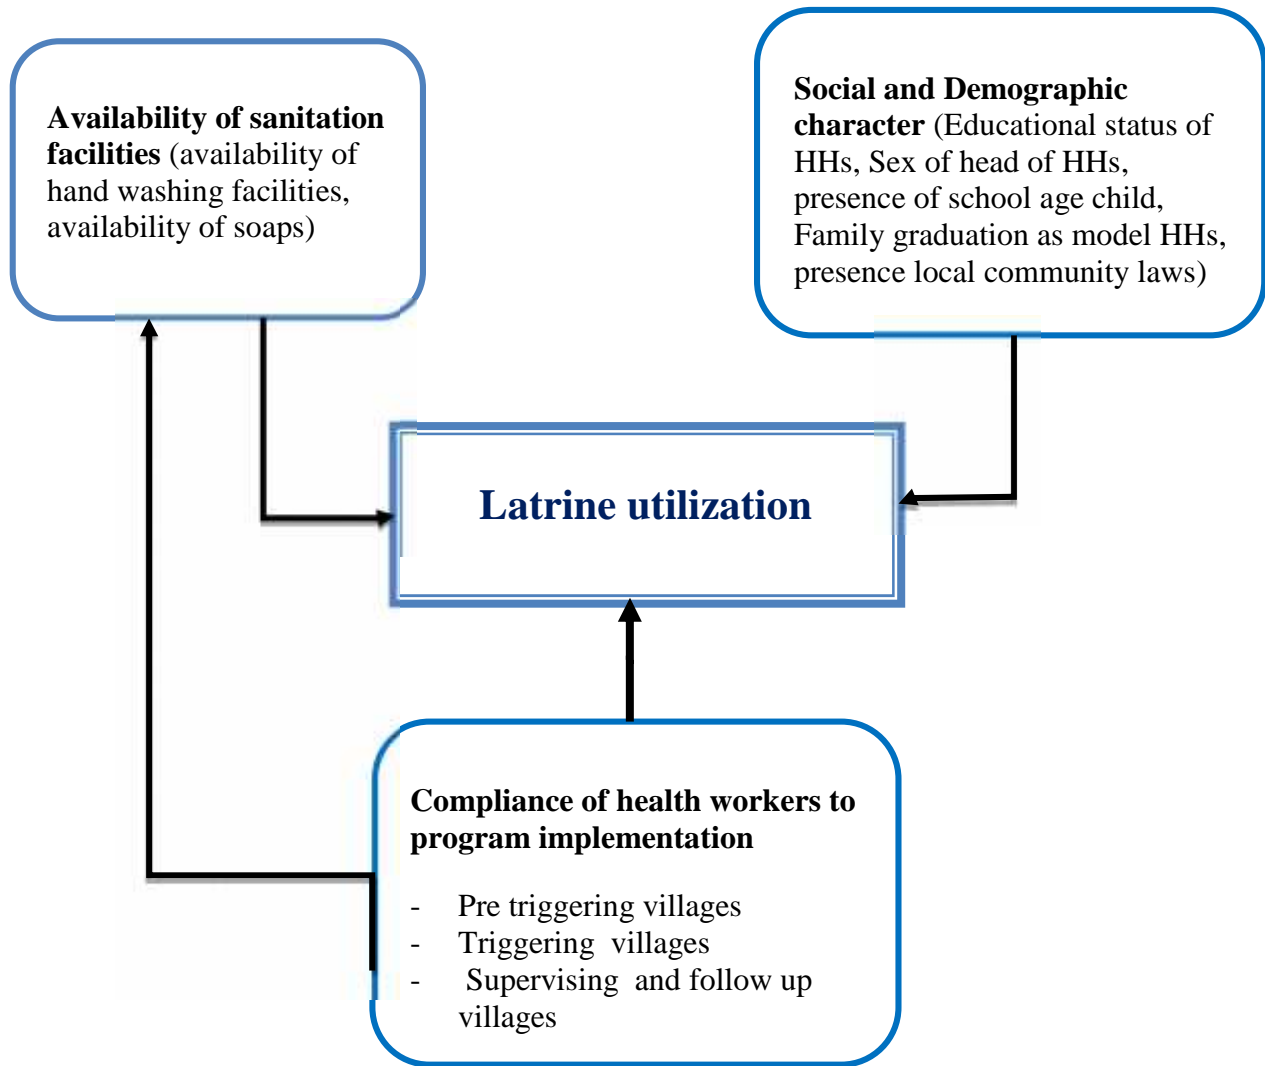 Availability of sanitation
facilities (availability of
hand washing facilities,
availability of soaps)
Social and Demographic
character (Educational status of
HHs, Sex of head of HHs,
presence of school age child,
Family graduation as model HHs,
presence local community laws)
Latrine utilization
Compliance of health workers to
program implementation
- Pre triggering villages
- Triggering villages
- Supervising and follow up
villages